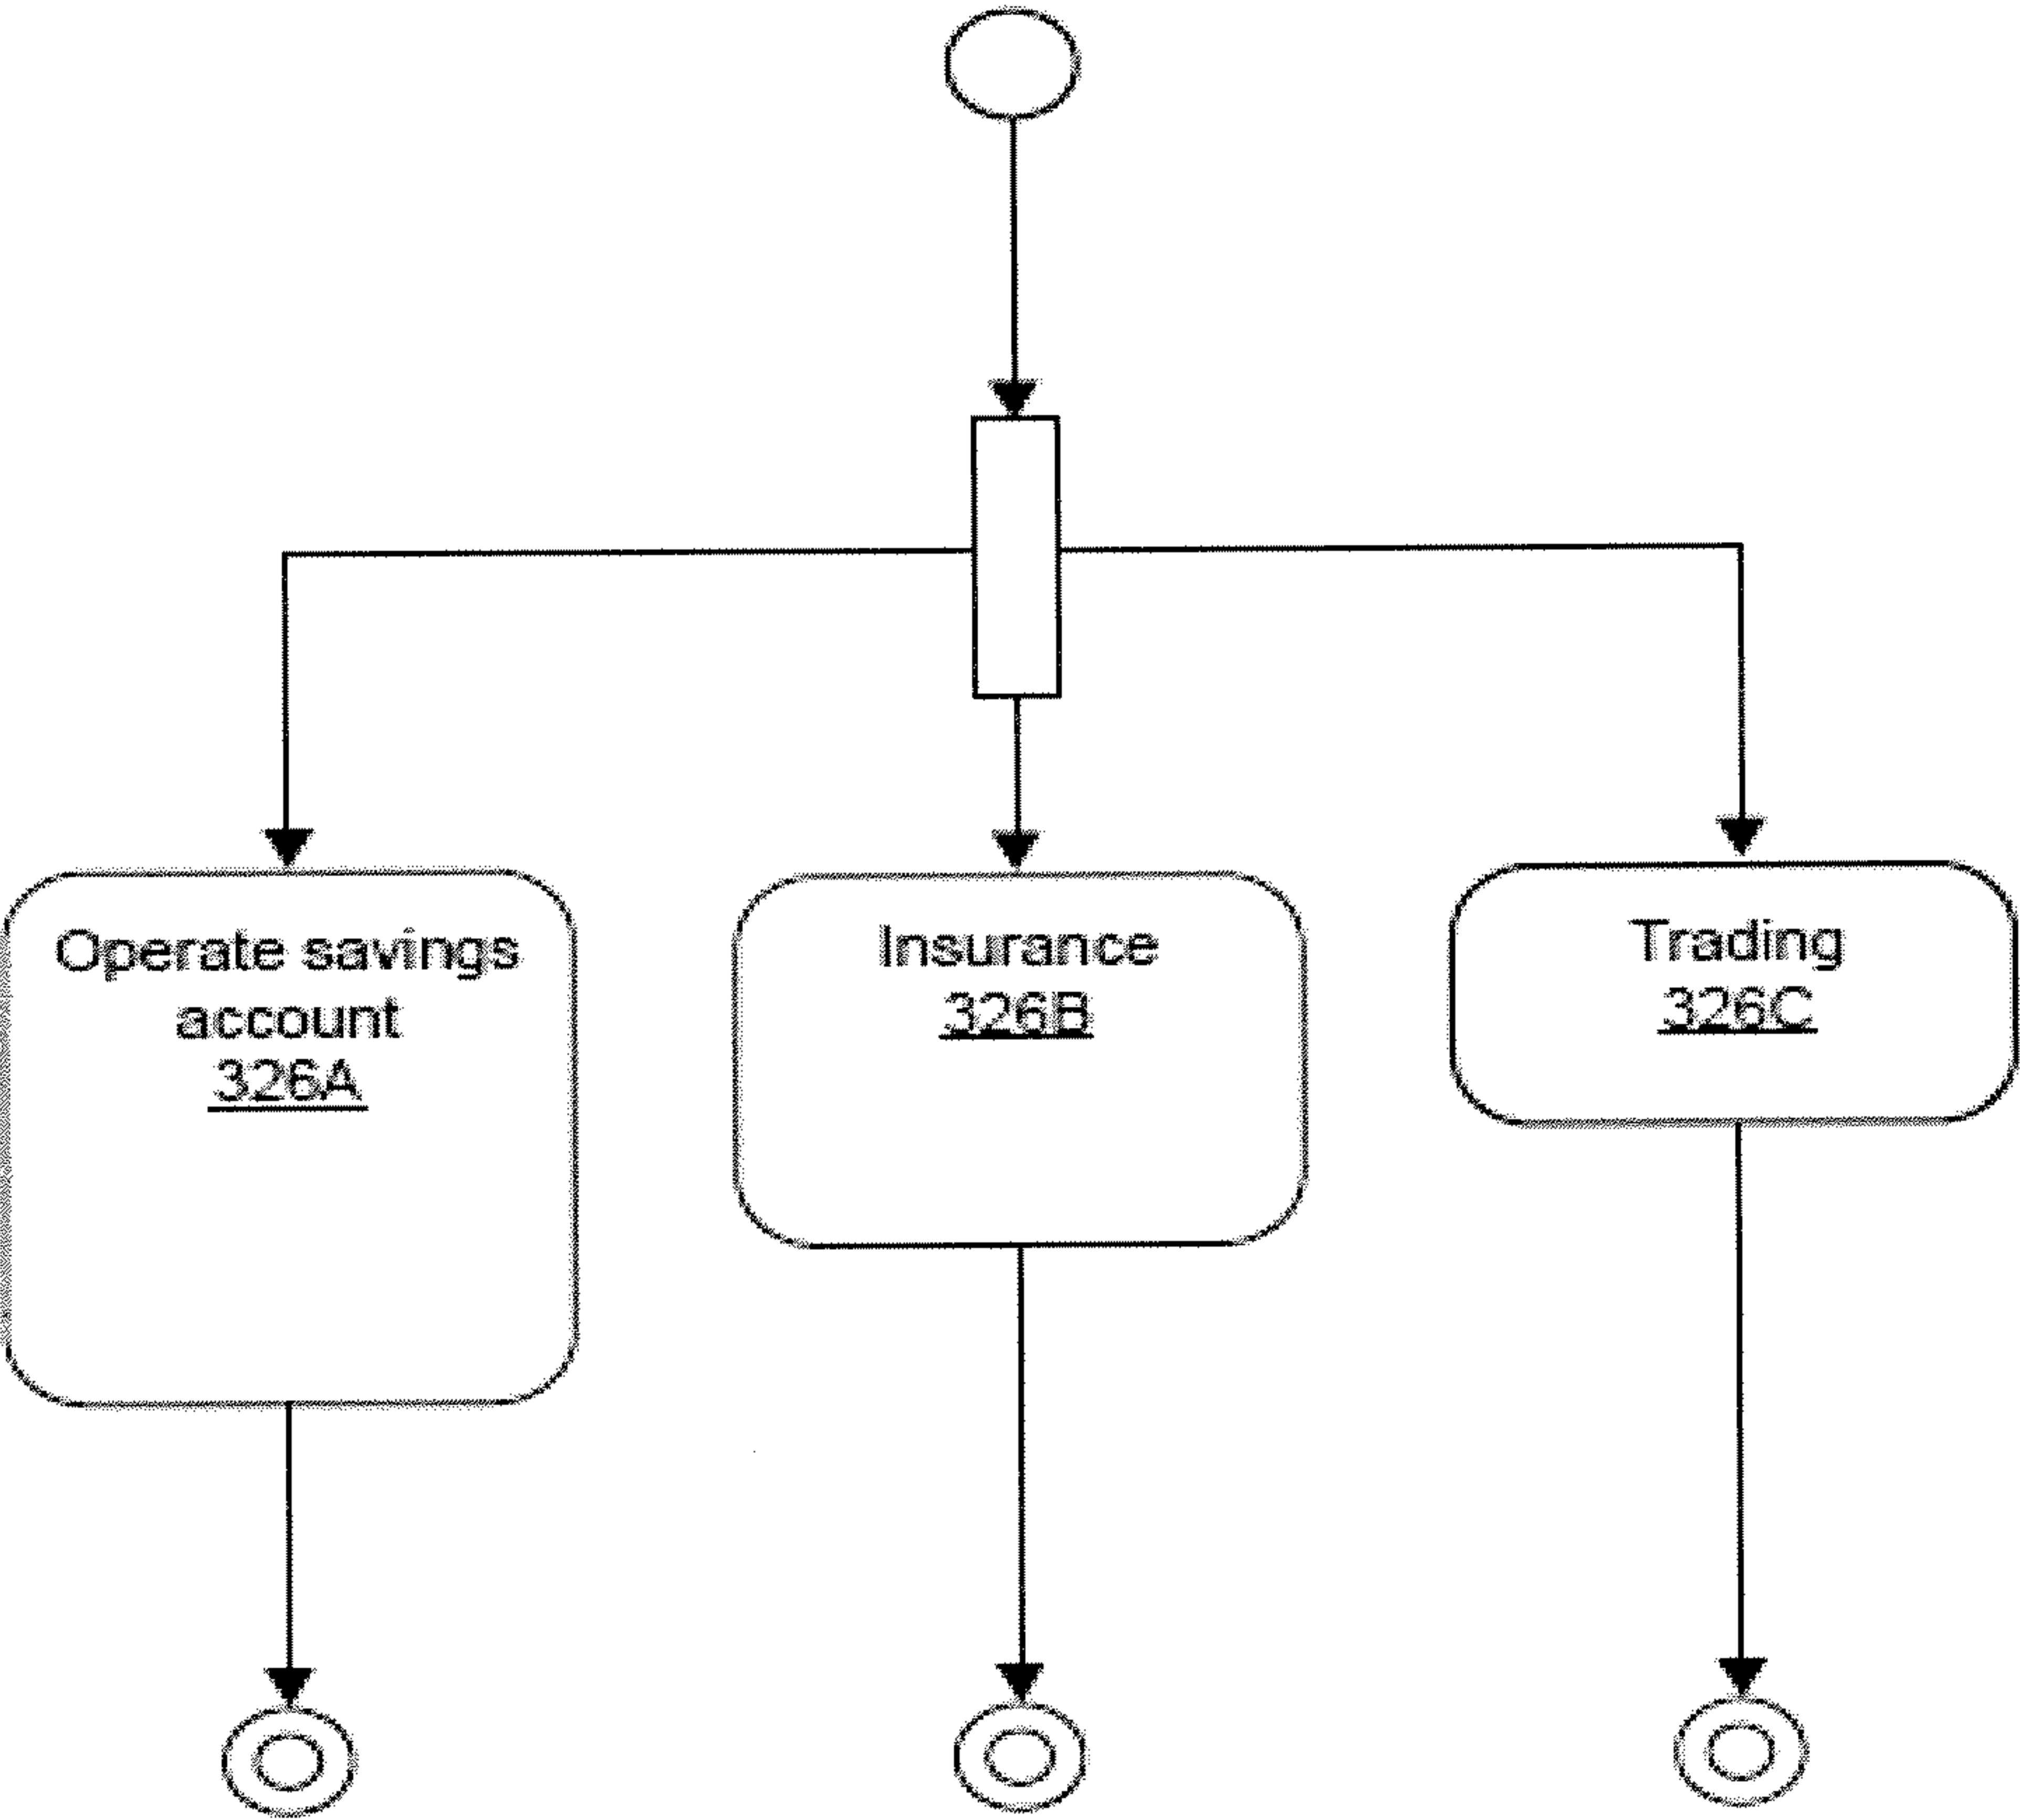 Operate savings
account
326A
Insurance
326B
Trading
326C